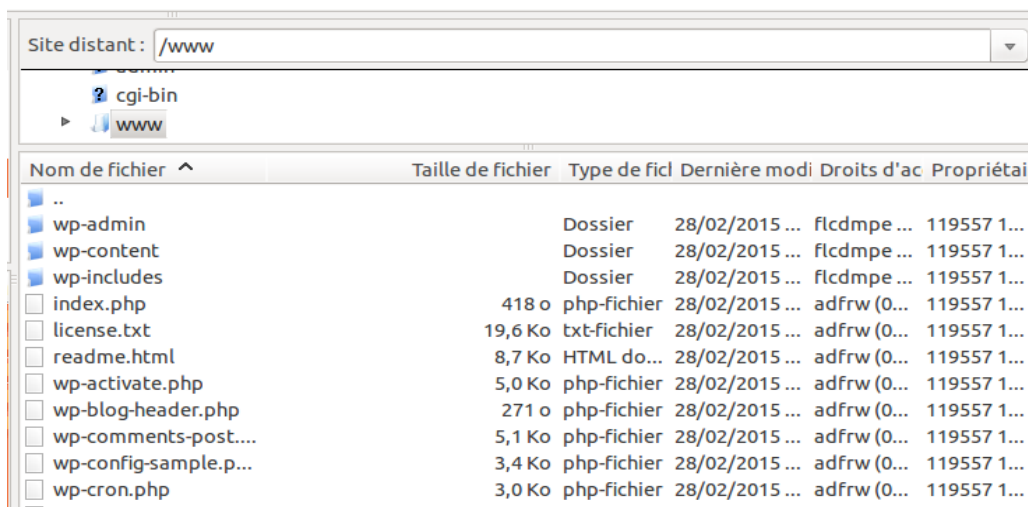 Site distant : /www
cgi-bin
www
Nom de fichier Taille de fichier Type de ficl Dernière modi Droits d'ac Propriétai
..
wp-admin Dossier 28/02/2015 ... flcdmpe ... 119557 1...
wp-content Dossier 28/02/2015 ... flcdmpe ... 119557 1...
wp-includes Dossier 28/02/2015 ... flcdmpe ... 119557 1...
index.php 418 o php-fichier 28/02/2015 ... adfrw (0... 119557 1...
license.txt 19,6 Ko txt-fichier 28/02/2015 ... adfrw (0... 119557 1...
readme.html 8,7 Ko HTML do... 28/02/2015 ... adfrw (0... 119557 1...
wp-activate.php 5,0 Ko php-fichier 28/02/2015 ... adfrw (0... 119557 1...
wp-blog-header.php 271 o php-fichier 28/02/2015 ... adfrw (0... 119557 1...
wp-comments-post.... 5,1 Ko php-fichier 28/02/2015 ... adfrw (0... 119557 1...
wp-config-sample.p... 3,4 Ko php-fichier 28/02/2015 ... adfrw (0... 119557 1...
wp-cron.php 3,0 Ko php-fichier 28/02/2015 ... adfrw (0... 119557 1...